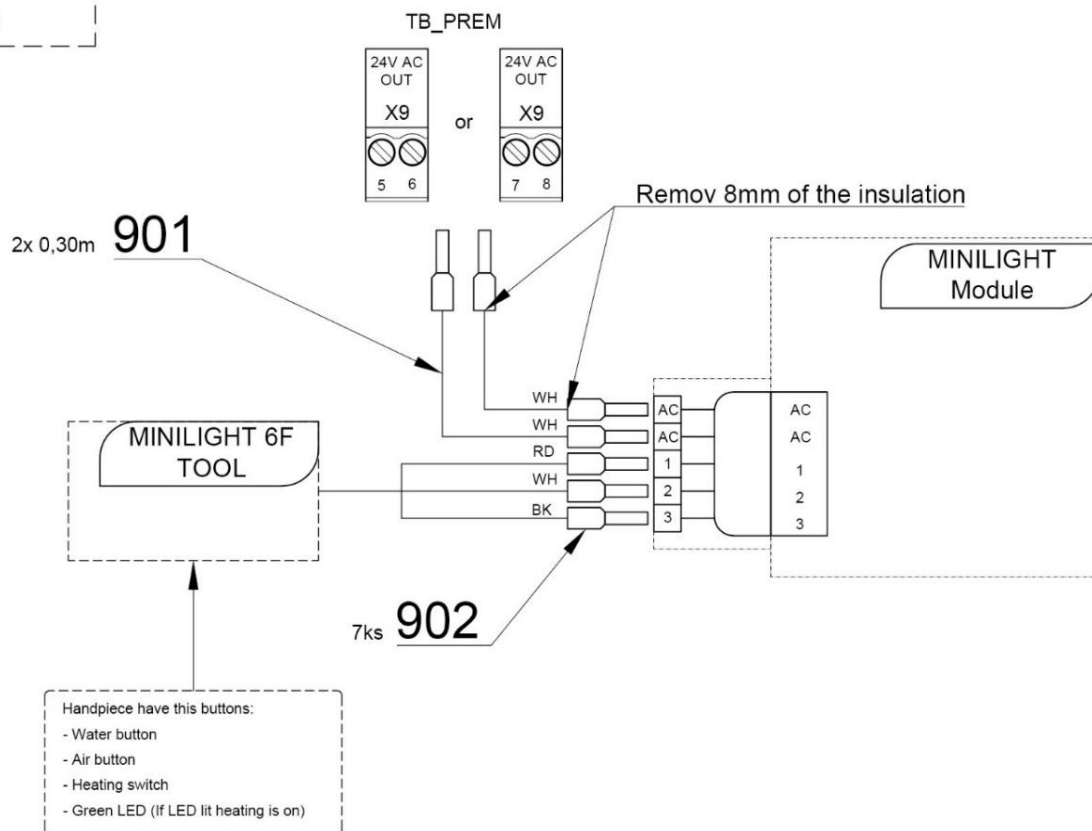 TB_PREM
24V AC
OUT
X9
5 6
or
24V AC
OUT
X9
7 8
Remov 8mm of the insulation
2x 0,30m 901
MINILIGHT
Module
WH
WH
RD
WH
BK
AC
AC
1
2
3
AC
AC
1
2
3
MINILIGHT 6F
TOOL
7ks 902
Handpiece have this buttons:
- Water button
- Air button
- Heating switch
- Green LED (If LED lit heating is on)